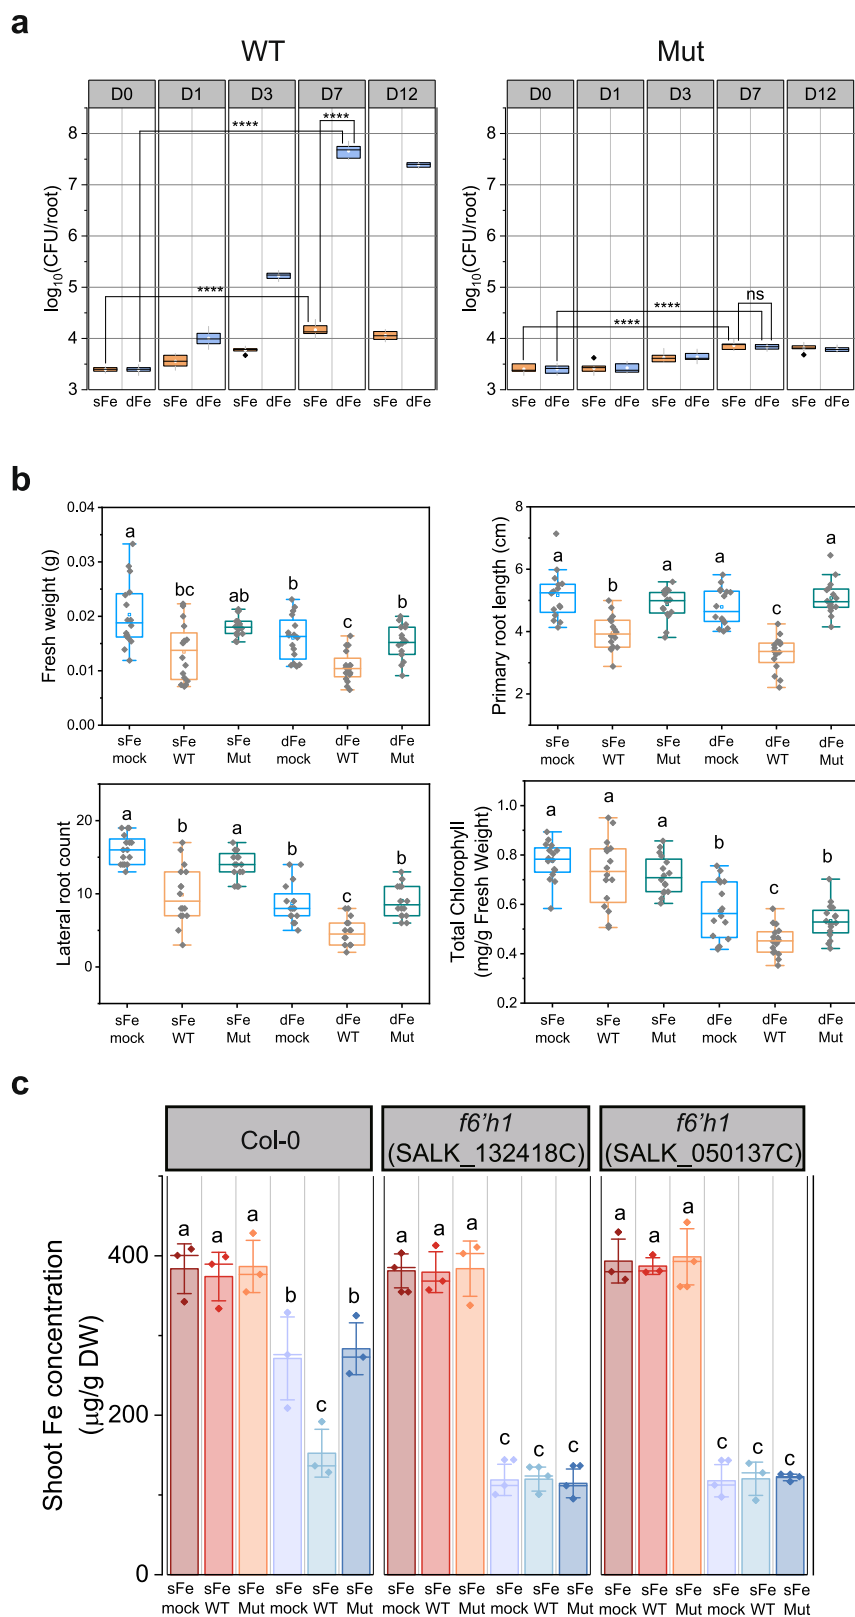 a
WT
Mut
D0 D1 D3 D7 D12
D0 D1 D3 D7 D12
log10(CFU/root)
8
7
6
5
4
3
**** ****
****
sFe dFe sFe dFe sFe dFe sFe dFe sFe dFe
log10(CFU/root)
8
7
6
5
4
3
ns
****
****
sFe dFe sFe dFe sFe dFe sFe dFe sFe dFe
b
Fresh weight (g)
0.04
0.03
0.02
0.01
0.00
a bc ab b c b
sFe sFe sFe dFe dFe dFe
mock WT Mut mock WT Mut
Primary root length (cm)
8
6
4
2
a b a a c a
sFe sFe sFe dFe dFe dFe
mock WT Mut mock WT Mut
Lateral root count
20
10
0
a b a b c b
sFe sFe sFe dFe dFe dFe
mock WT Mut mock WT Mut
Total Chlorophyll
(mg/g Fresh Weight)
1.0
0.8
0.6
0.4
0.2
a a a b c b
sFe sFe sFe dFe dFe dFe
mock WT Mut mock WT Mut
c
Col-0
f6'h1
(SALK_132418C)
f6'h1
(SALK_050137C)
Shoot Fe concentration
(μg/g DW)
400
200
0
a a a b c b
a a a c c c
a a a c c c
sFe sFe sFe sFe sFe sFe
mock WT Mut mock WT Mut
sFe sFe sFe sFe sFe sFe
mock WT Mut mock WT Mut
sFe sFe sFe sFe sFe sFe
mock WT Mut mock WT Mut